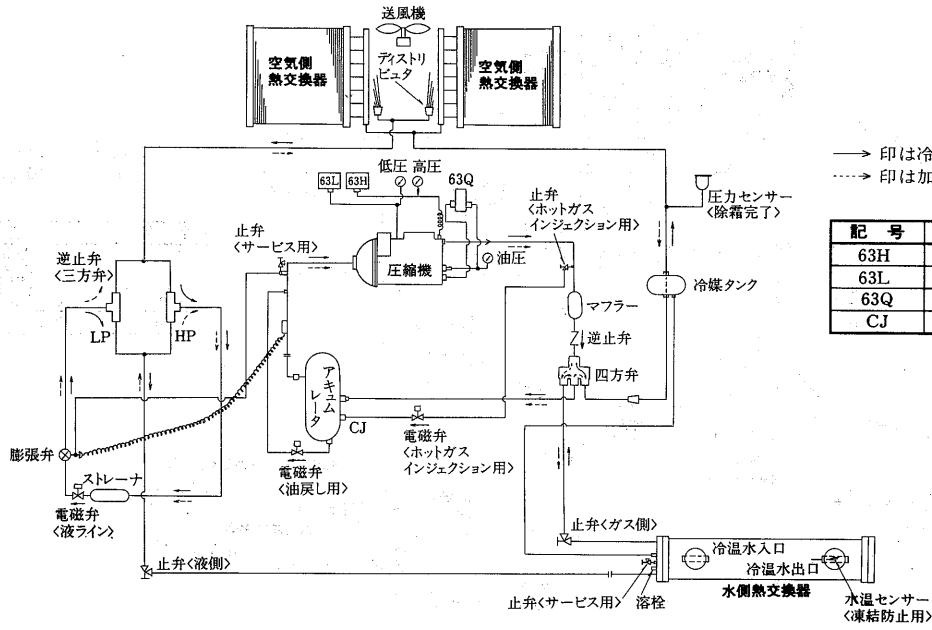 送風機
ディストリ
ビュタ
空気側
熱交換器
空気側
熱交換器
印は冷
印は加
低圧 高圧
63L
63H
63Q
圧力センサー
〈除霜完了〉
止弁
〈サービス用〉
止弁
〈ホットガス
インジェクション用〉
油圧
圧縮機
記 号
63H
63L
63Q
CJ
逆止弁
〈三方弁〉
LP
HP
マフラー
冷媒タンク
逆止弁
四方弁
アキュム
レータ
CJ
電磁弁
〈ホットガス
インジェクション用〉
膨張弁
ストレーナ
電磁弁
〈油戻し用〉
電磁弁
〈液ライン〉
止弁〈ガス側〉
冷温水入口
冷温水出口
止弁〈液側〉
水側熱交換器
止弁〈サービス用〉
溶栓
水温センサー
〈凍結防止用〉